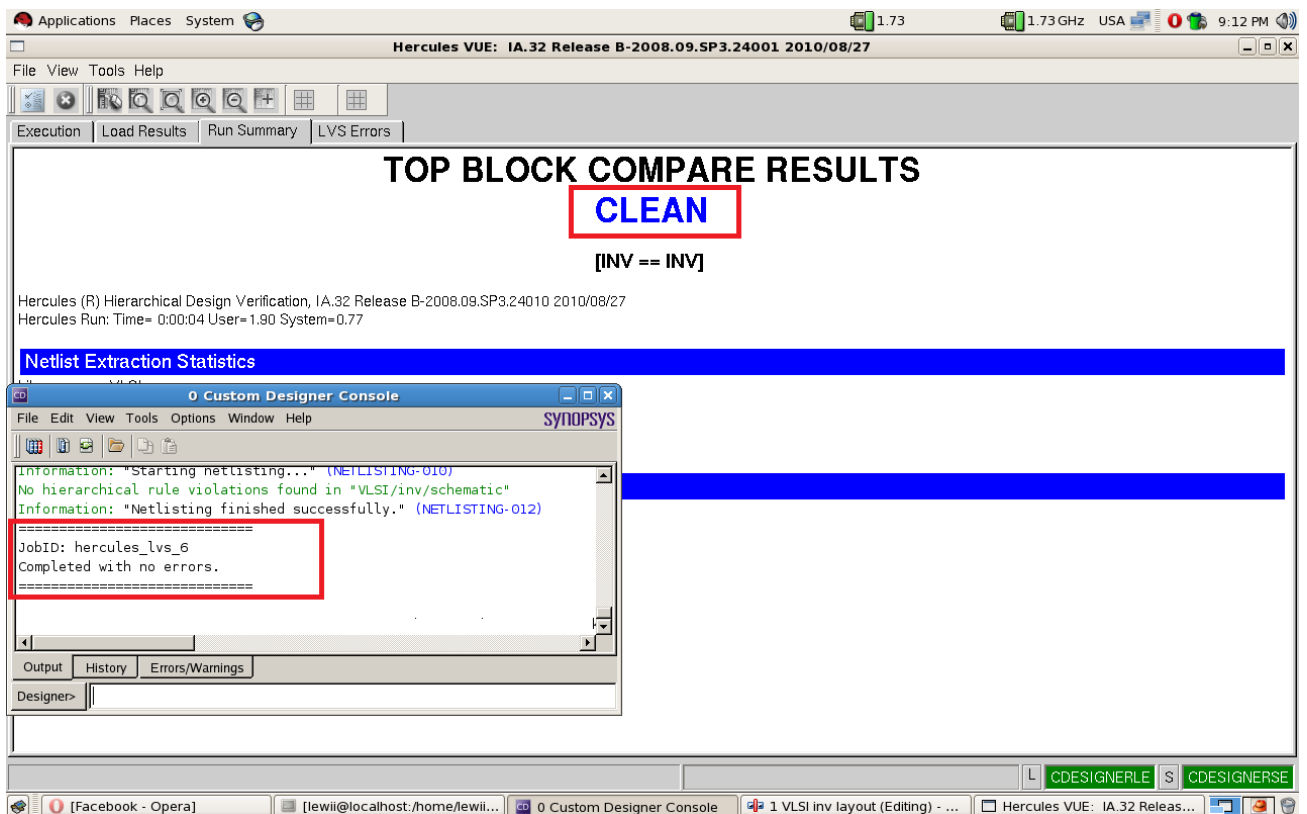 Applications Places System 1.73 1.73 GHz USA 9:12 PM
Hercules VUE: IA.32 Release B-2008.09.SP3.24001 2010/08/27
File View Tools Help
Execution Load Results Run Summary LVS Errors
TOP BLOCK COMPARE RESULTS
CLEAN
[INV == INV]
Hercules (R) Hierarchical Design Verification, IA.32 Release B-2008.09.SP3.24010 2010/08/27
Hercules Run: Time= 0:00:04 User=1.90 System=0.77
Netlist Extraction Statistics
CD 0 Custom Designer Console
File Edit View Tools Options Window Help SYNOPSYS
Information: "Starting netlisting..." (NETLISTING-010)
No hierarchical rule violations found in "VLSI/inv/schematic"
Information: "Netlisting finished successfully." (NETLISTING-012)
=============================
JobID: hercules_lvs_6
Completed with no errors.
=============================
Output History Errors/Warnings
Designer>
L CDESIGNERLE S CDESIGNERSE
[Facebook - Opera] [lewii@localhost:/home/lewii... CD 0 Custom Designer Console 1 VLSI inv layout (Editing) - ... Hercules VUE: IA.32 Releas...